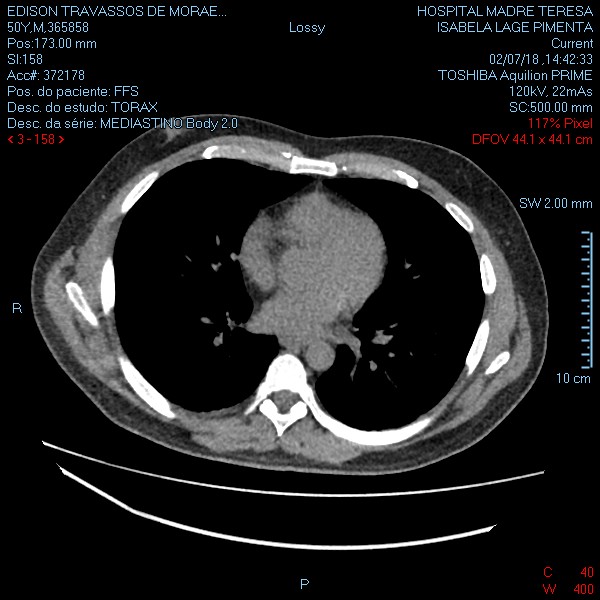 EDISON TRAVASSOS DE MORAE...
50Y,M,365858
Pos:173.00 mm
SI:158
Acc#: 372178
Pos. do paciente: FFS
Desc. do estudo: TORAX
Desc. da série: MEDIASTINO Body 2.0
< 3 - 158 >
Lossy
HOSPITAL MADRE TERESA
ISABELA LAGE PIMENTA
Current
02/07/18 ,14:42:33
TOSHIBA Aquilion PRIME
120kV, 22mAs
SC:500.00 mm
117% Pixel
DFOV 44.1 x 44.1 cm
SW 2.00 mm
R
10 cm
P
C 40
W 400